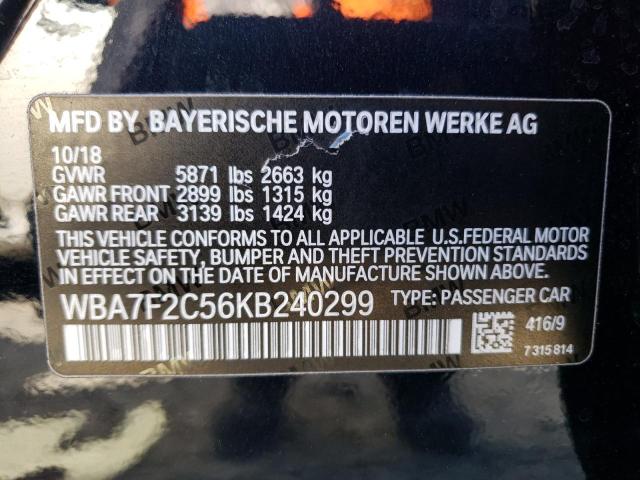 MFD BY BAYERISCHE MOTOREN WERKE AG
10/18
GVWR 5871 lbs 2663 kg
GAWR FRONT 2899 lbs 1315 kg
GAWR REAR 3139 lbs 1424 kg
THIS VEHICLE CONFORMS TO ALL APPLICABLE U.S.FEDERAL MOTOR
VEHICLE SAFETY, BUMPER AND THEFT PREVENTION STANDARDS
IN EFFECT ON THE DATE OF MANUFACTURE SHOWN ABOVE.
WBA7F2C56KB240299 TYPE: PASSENGER CAR
416/9
7315814